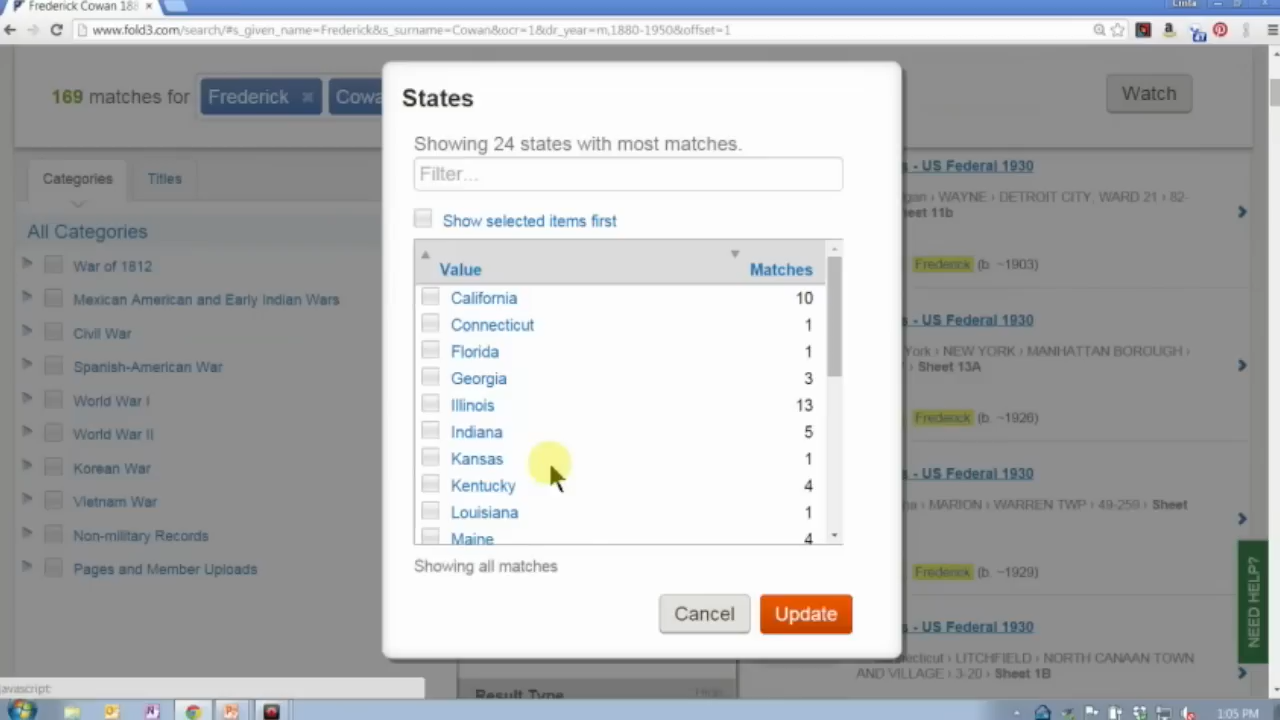 Frederick Cowan 188
www.fold3.com/search/#s_given_name=Frederick&s_surname=Cowan&ocr=1&dr_year=m,1880-1950&offset=1
169 matches for Frederick Cowa
Watch
Categories Titles
All Categories
War of 1812
Mexican American and Early Indian Wars
Civil War
Spanish-American War
World War I
World War II
Korean War
Vietnam War
Non-military Records
Pages and Member Uploads
States
Showing 24 states with most matches.
Filter...
Show selected items first
Value Matches
California 10
Connecticut 1
Florida 1
Georgia 3
Illinois 13
Indiana 5
Kansas 1
Kentucky 4
Louisiana 1
Maine 4
Showing all matches
Cancel Update
Result Type
- US Federal 1930
WAYNE › DETROIT CITY, WARD 21 › 82-
eet 11b
Frederick (b. ~1903)
- US Federal 1930
York › NEW YORK › MANHATTAN BOROUGH ›
Sheet 13A
Frederick (b. ~1926)
- US Federal 1930
› MARION › WARREN TWP › 49-259 › Sheet
Frederick (b. ~1929)
- US Federal 1930
necticut › LITCHFIELD › NORTH CANAAN TOWN
AND VILLAGE › 3-20 › Sheet 1B
NEED HELP?
javascript:
1:05 PM